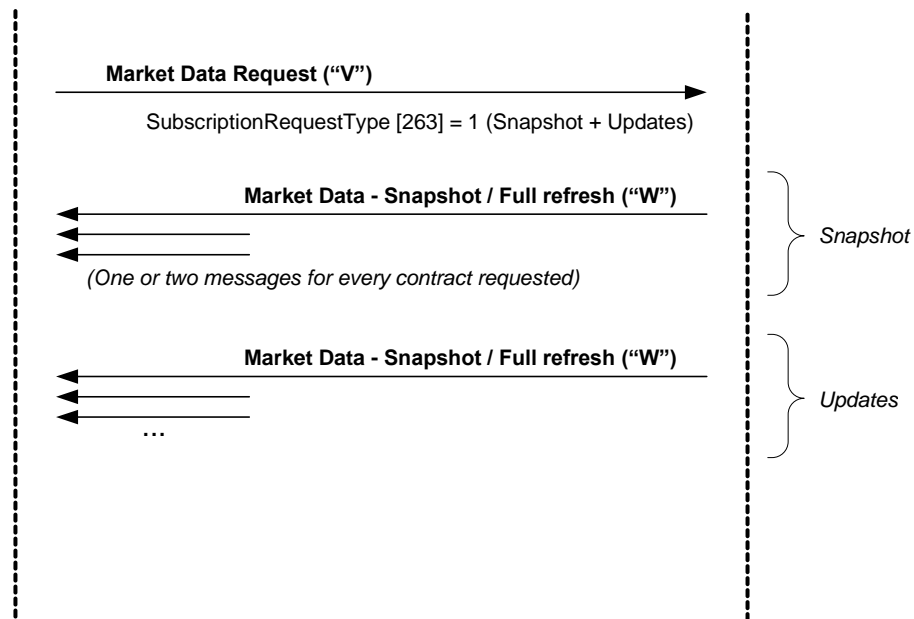 Market Data Request (“V”)
SubscriptionRequestType [263] = 1 (Snapshot + Updates)
Market Data - Snapshot / Full refresh (“W”)
Snapshot
(One or two messages for every contract requested)
Market Data - Snapshot / Full refresh (“W”)
Updates
…